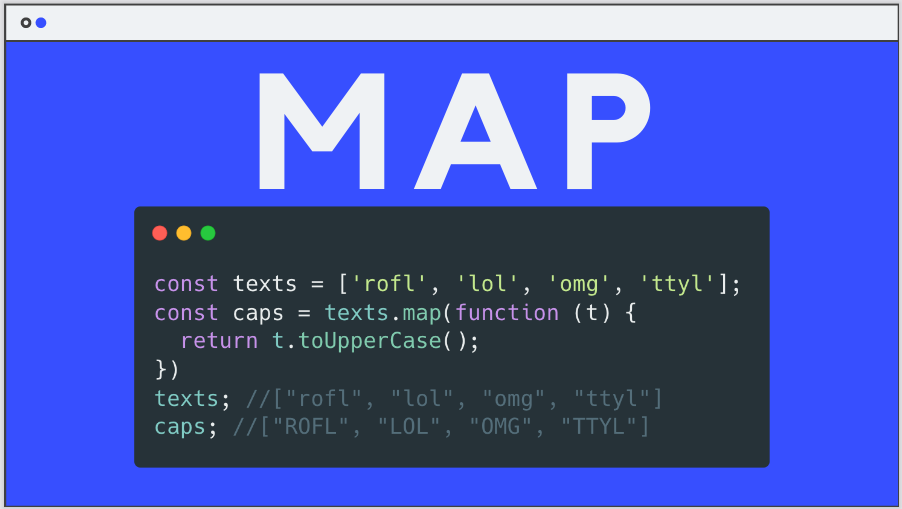 MAP
const texts = ['rofl', 'lol', 'omg', 'ttyl'];
const caps = texts.map(function (t) {
  return t.toUpperCase();
})
texts; //["rofl", "lol", "omg", "ttyl"]
caps; //["ROFL", "LOL", "OMG", "TTYL"]